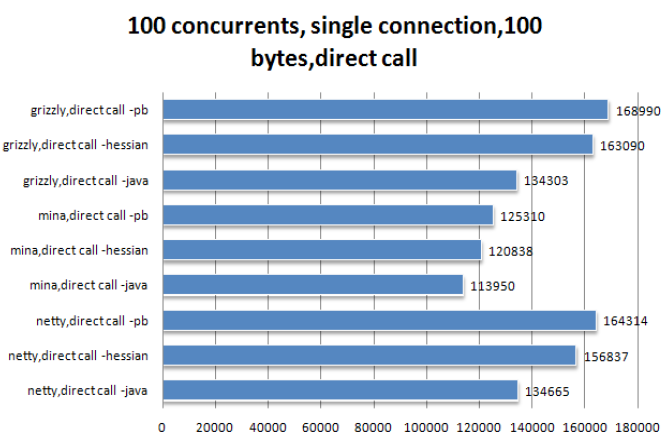 100 concurrents, single connection,100
bytes,direct call
grizzly,direct call -pb 168990
grizzly,direct call -hessian 163090
grizzly,direct call -java 134303
mina,direct call -pb 125310
mina,direct call -hessian 120838
mina,direct call -java 113950
netty,direct call -pb 164314
netty,direct call -hessian 156837
netty,direct call -java 134665
0 20000 40000 60000 80000 100000 120000 140000 160000 180000